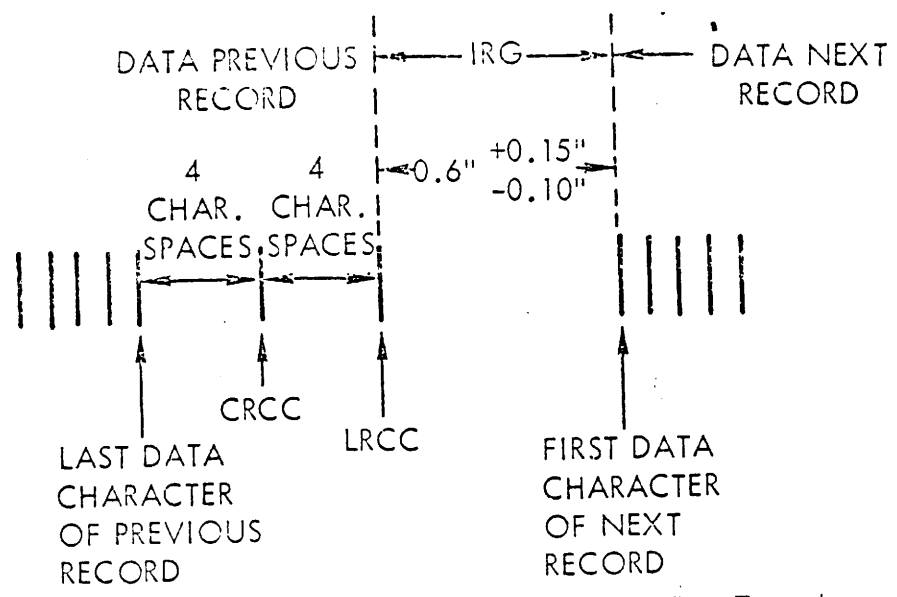 DATA PREVIOUS
RECORD
IRG
DATA NEXT
RECORD
0.6" +0.15"
-0.10"
4
CHAR.
SPACES
4
CHAR.
SPACES
CRCC
LRCC
LAST DATA
CHARACTER
OF PREVIOUS
RECORD
FIRST DATA
CHARACTER
OF NEXT
RECORD